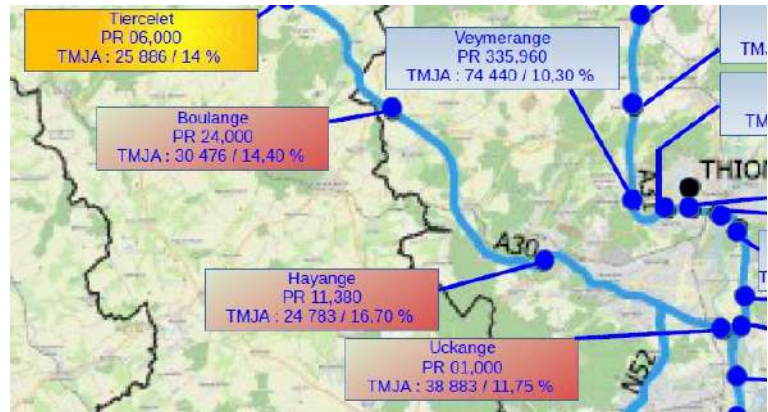 Tiercelet
PR 06,000
TMJA : 25 886 / 14 %
Veymerange
PR 335,960
TMJA : 74 440 / 10,30 %
Boulange
PR 24,000
TMJA : 30 476 / 14,40 %
A31
A30
Hayange
PR 11,380
TMJA : 24 783 / 16,70 %
Uckange
PR 01,000
TMJA : 38 883 / 11,75 %
N52